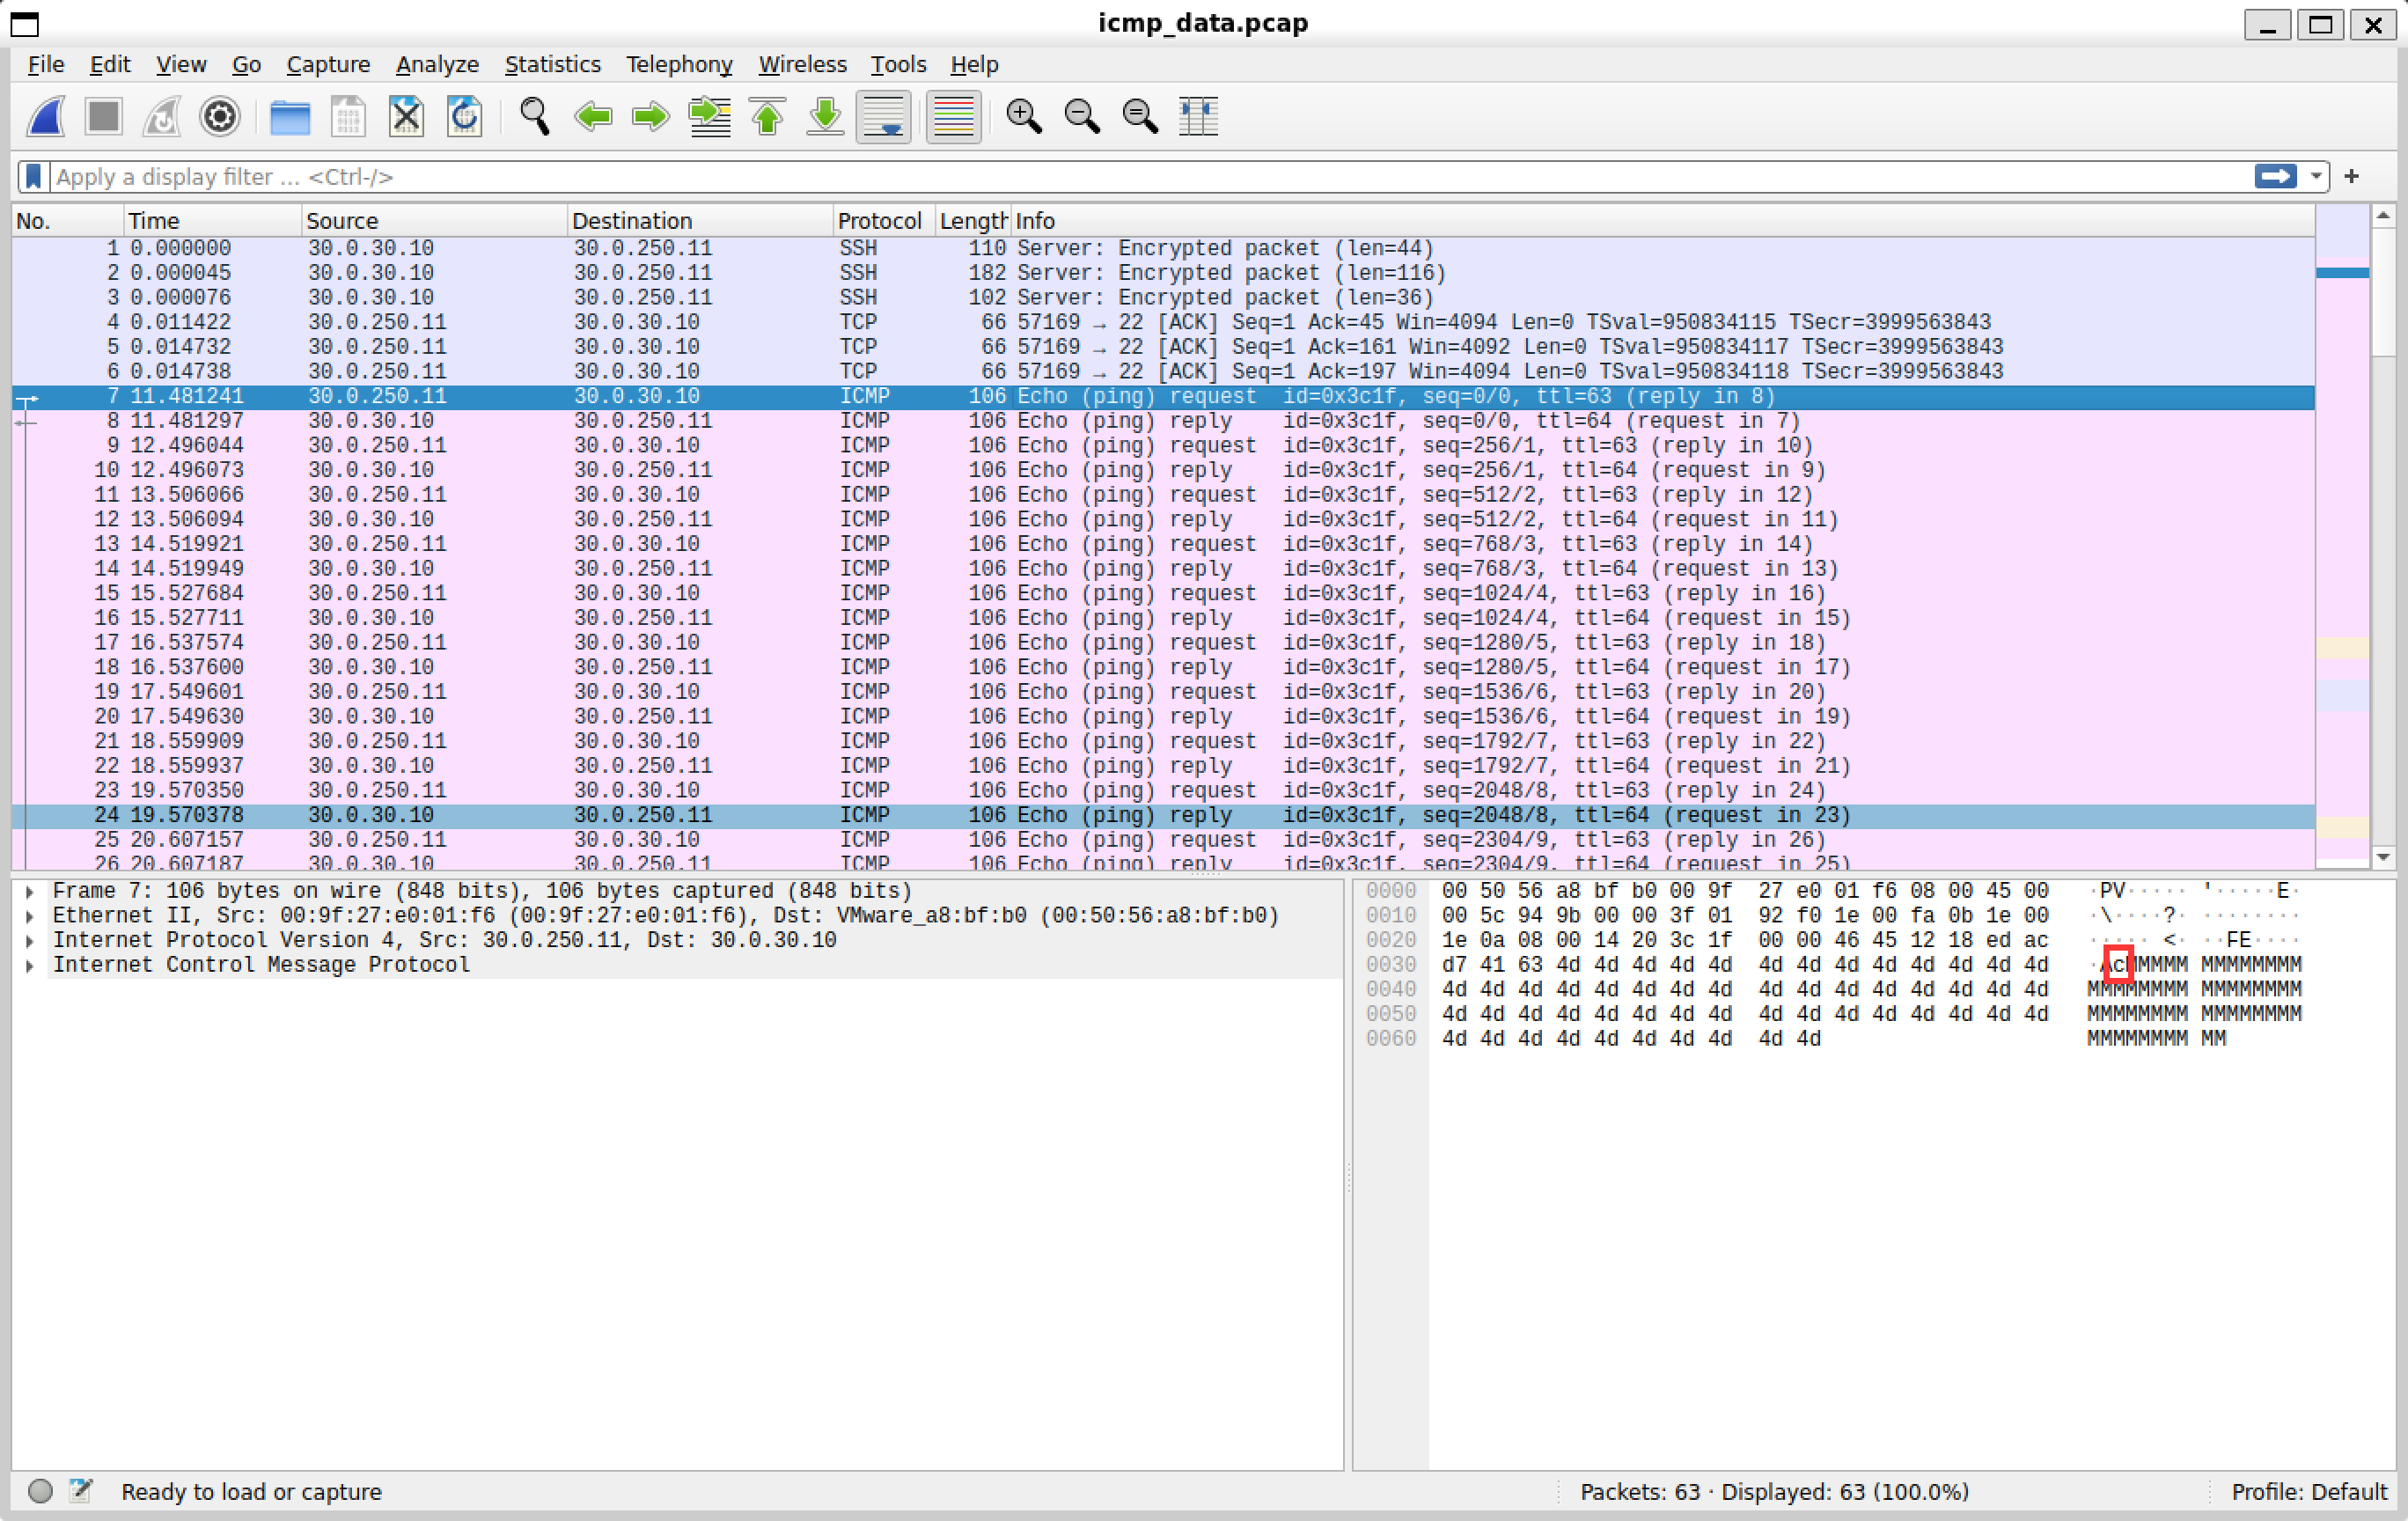 icmp_data.pcap
File Edit View Go Capture Analyze Statistics Telephony Wireless Tools Help
Apply a display filter ... <Ctrl-/>
No. Time Source Destination Protocol Length Info
1 0.000000 30.0.30.10 30.0.250.11 SSH 110 Server: Encrypted packet (len=44)
2 0.000045 30.0.30.10 30.0.250.11 SSH 182 Server: Encrypted packet (len=116)
3 0.000076 30.0.30.10 30.0.250.11 SSH 102 Server: Encrypted packet (len=36)
4 0.011422 30.0.250.11 30.0.30.10 TCP 66 57169 → 22 [ACK] Seq=1 Ack=45 Win=4094 Len=0 TSval=950834115 TSecr=3999563843
5 0.014732 30.0.250.11 30.0.30.10 TCP 66 57169 → 22 [ACK] Seq=1 Ack=161 Win=4092 Len=0 TSval=950834117 TSecr=3999563843
6 0.014738 30.0.250.11 30.0.30.10 TCP 66 57169 → 22 [ACK] Seq=1 Ack=197 Win=4094 Len=0 TSval=950834118 TSecr=3999563843
7 11.481241 30.0.250.11 30.0.30.10 ICMP 106 Echo (ping) request id=0x3c1f, seq=0/0, ttl=63 (reply in 8)
8 11.481297 30.0.30.10 30.0.250.11 ICMP 106 Echo (ping) reply id=0x3c1f, seq=0/0, ttl=64 (request in 7)
9 12.496044 30.0.250.11 30.0.30.10 ICMP 106 Echo (ping) request id=0x3c1f, seq=256/1, ttl=63 (reply in 10)
10 12.496073 30.0.30.10 30.0.250.11 ICMP 106 Echo (ping) reply id=0x3c1f, seq=256/1, ttl=64 (request in 9)
11 13.506066 30.0.250.11 30.0.30.10 ICMP 106 Echo (ping) request id=0x3c1f, seq=512/2, ttl=63 (reply in 12)
12 13.506094 30.0.30.10 30.0.250.11 ICMP 106 Echo (ping) reply id=0x3c1f, seq=512/2, ttl=64 (request in 11)
13 14.519921 30.0.250.11 30.0.30.10 ICMP 106 Echo (ping) request id=0x3c1f, seq=768/3, ttl=63 (reply in 14)
14 14.519949 30.0.30.10 30.0.250.11 ICMP 106 Echo (ping) reply id=0x3c1f, seq=768/3, ttl=64 (request in 13)
15 15.527684 30.0.250.11 30.0.30.10 ICMP 106 Echo (ping) request id=0x3c1f, seq=1024/4, ttl=63 (reply in 16)
16 15.527711 30.0.30.10 30.0.250.11 ICMP 106 Echo (ping) reply id=0x3c1f, seq=1024/4, ttl=64 (request in 15)
17 16.537574 30.0.250.11 30.0.30.10 ICMP 106 Echo (ping) request id=0x3c1f, seq=1280/5, ttl=63 (reply in 18)
18 16.537600 30.0.30.10 30.0.250.11 ICMP 106 Echo (ping) reply id=0x3c1f, seq=1280/5, ttl=64 (request in 17)
19 17.549601 30.0.250.11 30.0.30.10 ICMP 106 Echo (ping) request id=0x3c1f, seq=1536/6, ttl=63 (reply in 20)
20 17.549630 30.0.30.10 30.0.250.11 ICMP 106 Echo (ping) reply id=0x3c1f, seq=1536/6, ttl=64 (request in 19)
21 18.559909 30.0.250.11 30.0.30.10 ICMP 106 Echo (ping) request id=0x3c1f, seq=1792/7, ttl=63 (reply in 22)
22 18.559937 30.0.30.10 30.0.250.11 ICMP 106 Echo (ping) reply id=0x3c1f, seq=1792/7, ttl=64 (request in 21)
23 19.570350 30.0.250.11 30.0.30.10 ICMP 106 Echo (ping) request id=0x3c1f, seq=2048/8, ttl=63 (reply in 24)
24 19.570378 30.0.30.10 30.0.250.11 ICMP 106 Echo (ping) reply id=0x3c1f, seq=2048/8, ttl=64 (request in 23)
25 20.607157 30.0.250.11 30.0.30.10 ICMP 106 Echo (ping) request id=0x3c1f, seq=2304/9, ttl=63 (reply in 26)
26 20.607187 30.0.30.10 30.0.250.11 ICMP 106 Echo (ping) reply id=0x3c1f, seq=2304/9, ttl=64 (request in 25)
Frame 7: 106 bytes on wire (848 bits), 106 bytes captured (848 bits)
Ethernet II, Src: 00:9f:27:e0:01:f6 (00:9f:27:e0:01:f6), Dst: VMware_a8:bf:b0 (00:50:56:a8:bf:b0)
Internet Protocol Version 4, Src: 30.0.250.11, Dst: 30.0.30.10
Internet Control Message Protocol
0000 00 50 56 a8 bf b0 00 9f 27 e0 01 f6 08 00 45 00 ·PV····· '·····E·
0010 00 5c 94 9b 00 00 3f 01 92 f0 1e 00 fa 0b 1e 00 ·\····?· ········
0020 1e 0a 08 00 14 20 3c 1f 00 00 46 45 12 18 ed ac ····· <· ··FE····
0030 d7 41 63 4d 4d 4d 4d 4d 4d 4d 4d 4d 4d 4d 4d 4d ·AcMMMMM MMMMMMMM
0040 4d 4d 4d 4d 4d 4d 4d 4d 4d 4d 4d 4d 4d 4d 4d 4d MMMMMMMM MMMMMMMM
0050 4d 4d 4d 4d 4d 4d 4d 4d 4d 4d 4d 4d 4d 4d 4d 4d MMMMMMMM MMMMMMMM
0060 4d 4d 4d 4d 4d 4d 4d 4d 4d 4d MMMMMMMM MM
Ready to load or capture Packets: 63 · Displayed: 63 (100.0%) Profile: Default